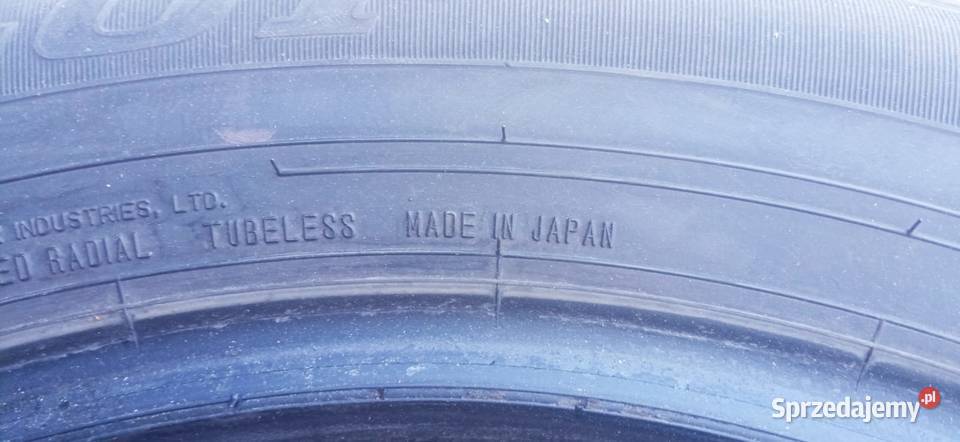 INDUSTRIES, LTD.
RADIAL TUBELESS MADE IN JAPAN
Sprzedajemy.pl